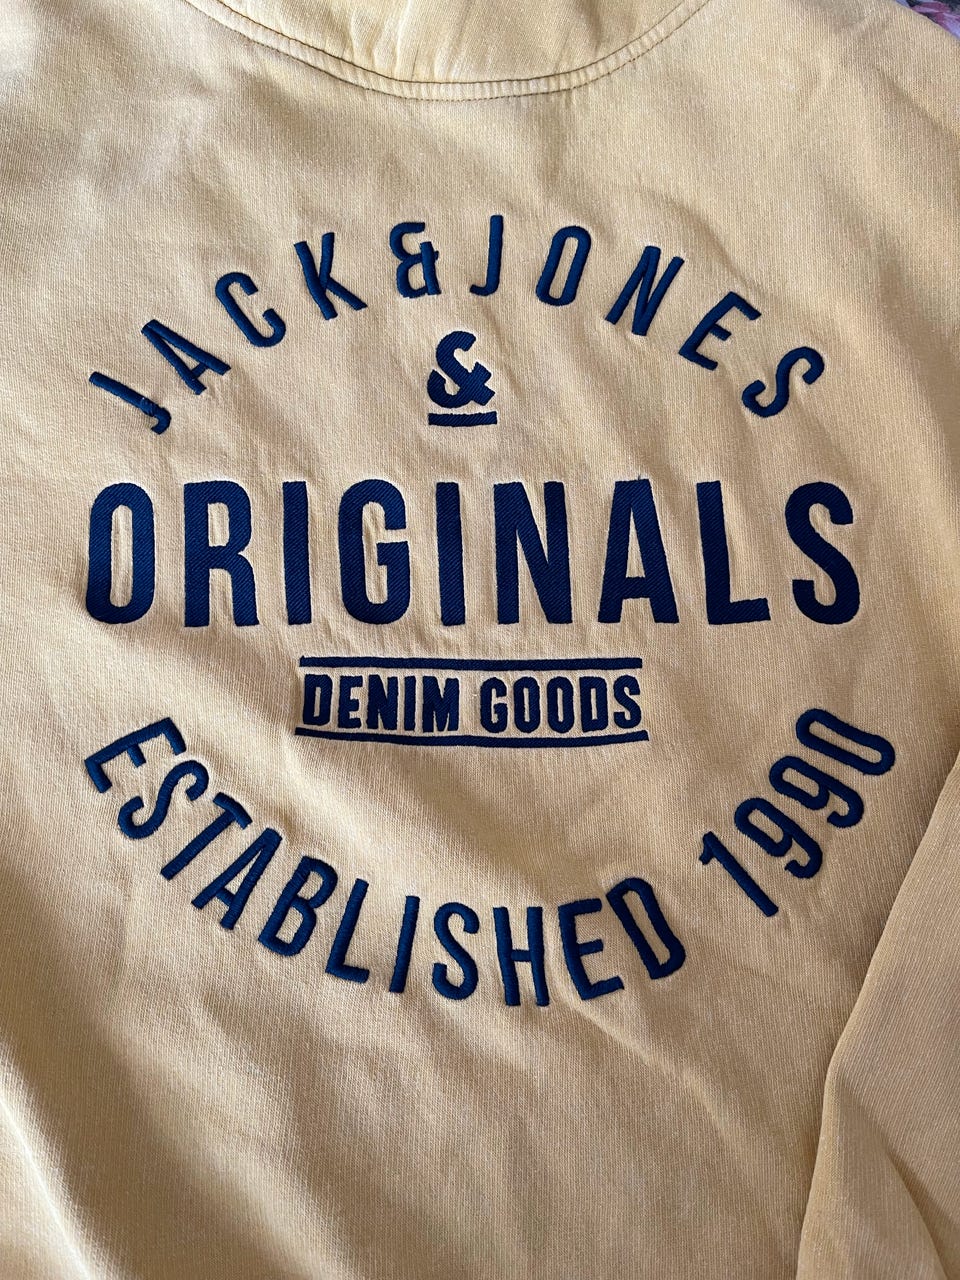 JACK&JONES
&
ORIGINALS
DENIM GOODS
ESTABLISHED 1990